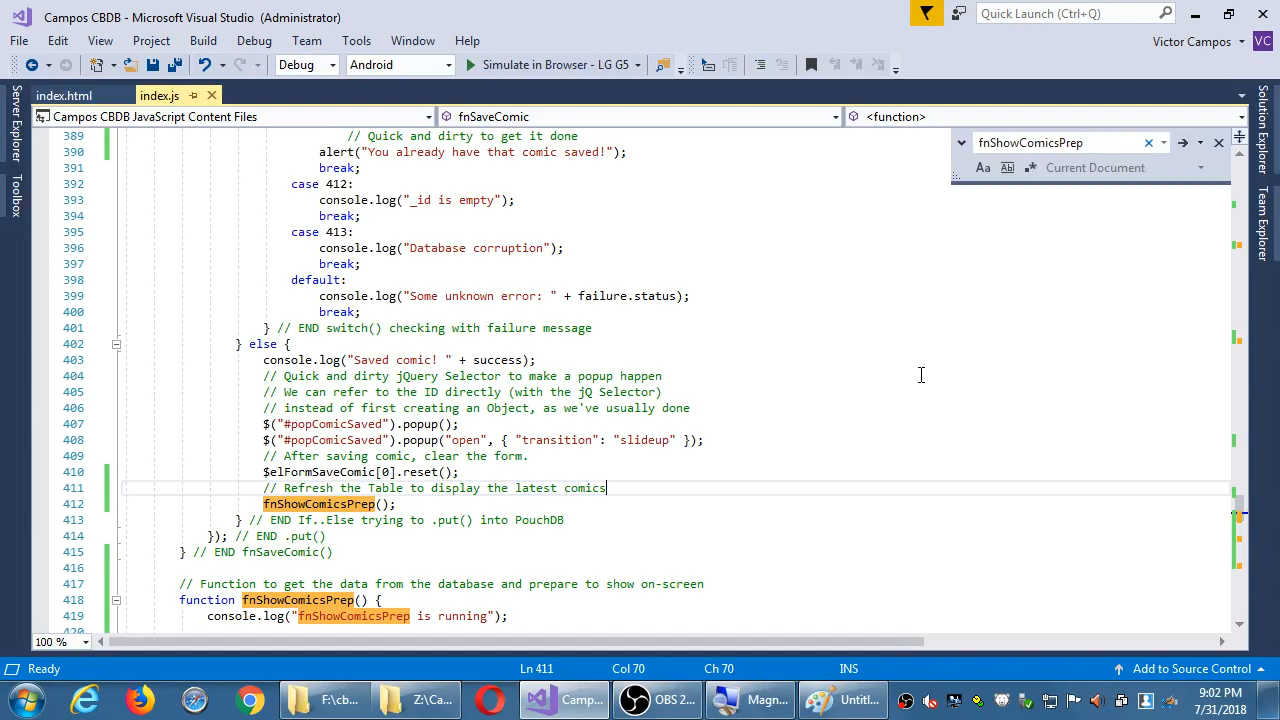 Campos CBDB - Microsoft Visual Studio (Administrator)
Quick Launch (Ctrl+Q)
File Edit View Project Build Debug Team Tools Window Help
Victor Campos VC
Debug Android Simulate in Browser - LG G5
index.html index.js
Campos CBDB JavaScript Content Files fnSaveComic <function>
fnShowComicsPrep
Aa Ab .* Current Document
Server Explorer
Toolbox
Solution Explorer
Team Explorer
389 // Quick and dirty to get it done
390 alert("You already have that comic saved!");
391 break;
392 case 412:
393 console.log("_id is empty");
394 break;
395 case 413:
396 console.log("Database corruption");
397 break;
398 default:
399 console.log("Some unknown error: " + failure.status);
400 break;
401 } // END switch() checking with failure message
402 } else {
403 console.log("Saved comic! " + success);
404 // Quick and dirty jQuery Selector to make a popup happen
405 // We can refer to the ID directly (with the jQ Selector)
406 // instead of first creating an Object, as we've usually done
407 $("#popComicSaved").popup();
408 $("#popComicSaved").popup("open", { "transition": "slideup" });
409 // After saving comic, clear the form.
410 $elFormSaveComic[0].reset();
411 // Refresh the Table to display the latest comics
412 fnShowComicsPrep();
413 } // END If..Else trying to .put() into PouchDB
414 }); // END .put()
415 } // END fnSaveComic()
416
417 // Function to get the data from the database and prepare to show on-screen
418 function fnShowComicsPrep() {
419 console.log("fnShowComicsPrep is running");
420
100 %
Ready Ln 411 Col 70 Ch 70 INS Add to Source Control
F:\cb... Z:\Ca... Camp... OBS 2... Magn... Untitl...
9:02 PM
7/31/2018